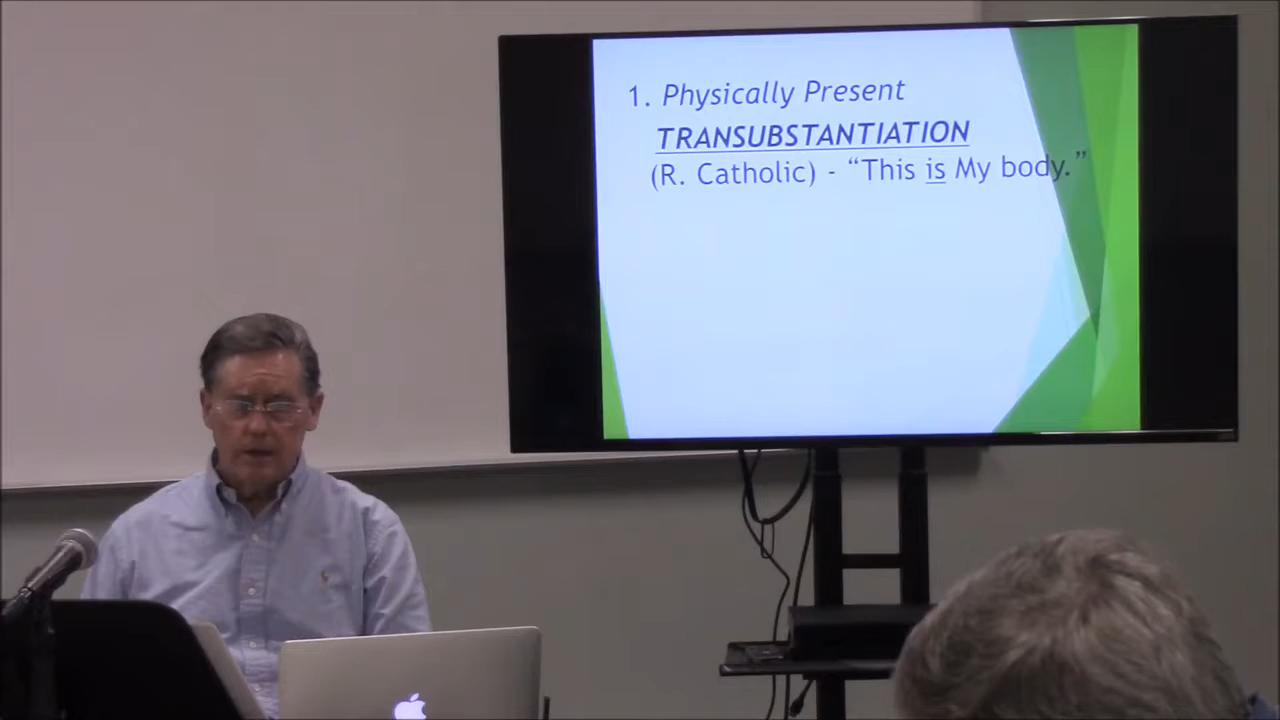 1. Physically Present
TRANSUBSTANTIATION
(R. Catholic) - “This is My body.”